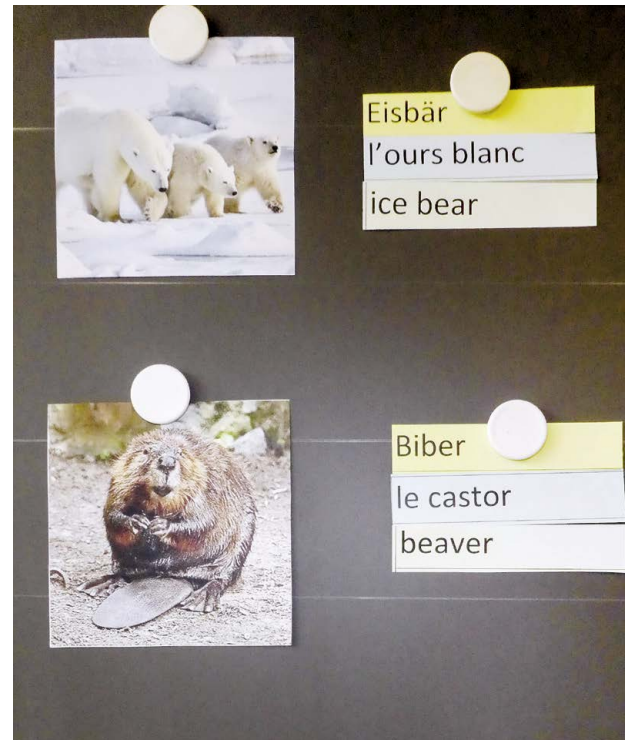 Eisbär
l'ours blanc
ice bear
Biber
le castor
beaver